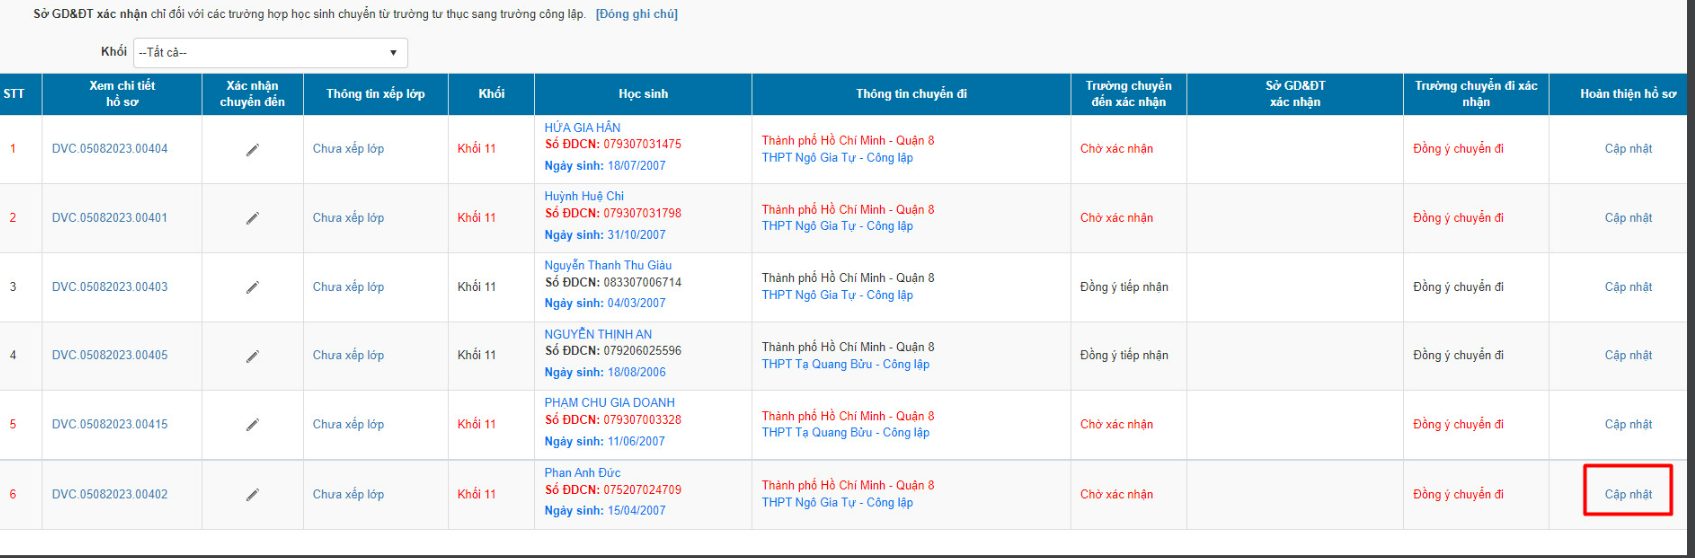 Sở GD&ĐT xác nhận chỉ đối với các trường hợp học sinh chuyển từ trường tư thục sang trường công lập. [Đóng ghi chú]
Khối --Tất cả--
STT Xem chi tiết hồ sơ Xác nhận chuyển đến Thông tin xếp lớp Khối Học sinh Thông tin chuyển đi Trường chuyển đến xác nhận Sở GD&ĐT xác nhận Trường chuyển đi xác nhận Hoàn thiện hồ sơ
1 DVC.05082023.00404 Chưa xếp lớp Khối 11
HỨA GIA HÂN
Số ĐDCN: 079307031475
Ngày sinh: 18/07/2007
Thành phố Hồ Chí Minh - Quận 8
THPT Ngô Gia Tự - Công lập
Chờ xác nhận Đồng ý chuyển đi Cập nhật
2 DVC.05082023.00401 Chưa xếp lớp Khối 11
Huỳnh Huệ Chi
Số ĐDCN: 079307031798
Ngày sinh: 31/10/2007
Thành phố Hồ Chí Minh - Quận 8
THPT Ngô Gia Tự - Công lập
Chờ xác nhận Đồng ý chuyển đi Cập nhật
3 DVC.05082023.00403 Chưa xếp lớp Khối 11
Nguyễn Thanh Thu Giàu
Số ĐDCN: 083307006714
Ngày sinh: 04/03/2007
Thành phố Hồ Chí Minh - Quận 8
THPT Ngô Gia Tự - Công lập
Đồng ý tiếp nhận Đồng ý chuyển đi Cập nhật
4 DVC.05082023.00405 Chưa xếp lớp Khối 11
NGUYỄN THỊNH AN
Số ĐDCN: 079206025596
Ngày sinh: 18/08/2006
Thành phố Hồ Chí Minh - Quận 8
THPT Tạ Quang Bửu - Công lập
Đồng ý tiếp nhận Đồng ý chuyển đi Cập nhật
5 DVC.05082023.00415 Chưa xếp lớp Khối 11
PHẠM CHU GIA DOANH
Số ĐDCN: 079307003328
Ngày sinh: 11/06/2007
Thành phố Hồ Chí Minh - Quận 8
THPT Tạ Quang Bửu - Công lập
Chờ xác nhận Đồng ý chuyển đi Cập nhật
6 DVC.05082023.00402 Chưa xếp lớp Khối 11
Phan Anh Đức
Số ĐDCN: 075207024709
Ngày sinh: 15/04/2007
Thành phố Hồ Chí Minh - Quận 8
THPT Ngô Gia Tự - Công lập
Chờ xác nhận Đồng ý chuyển đi Cập nhật